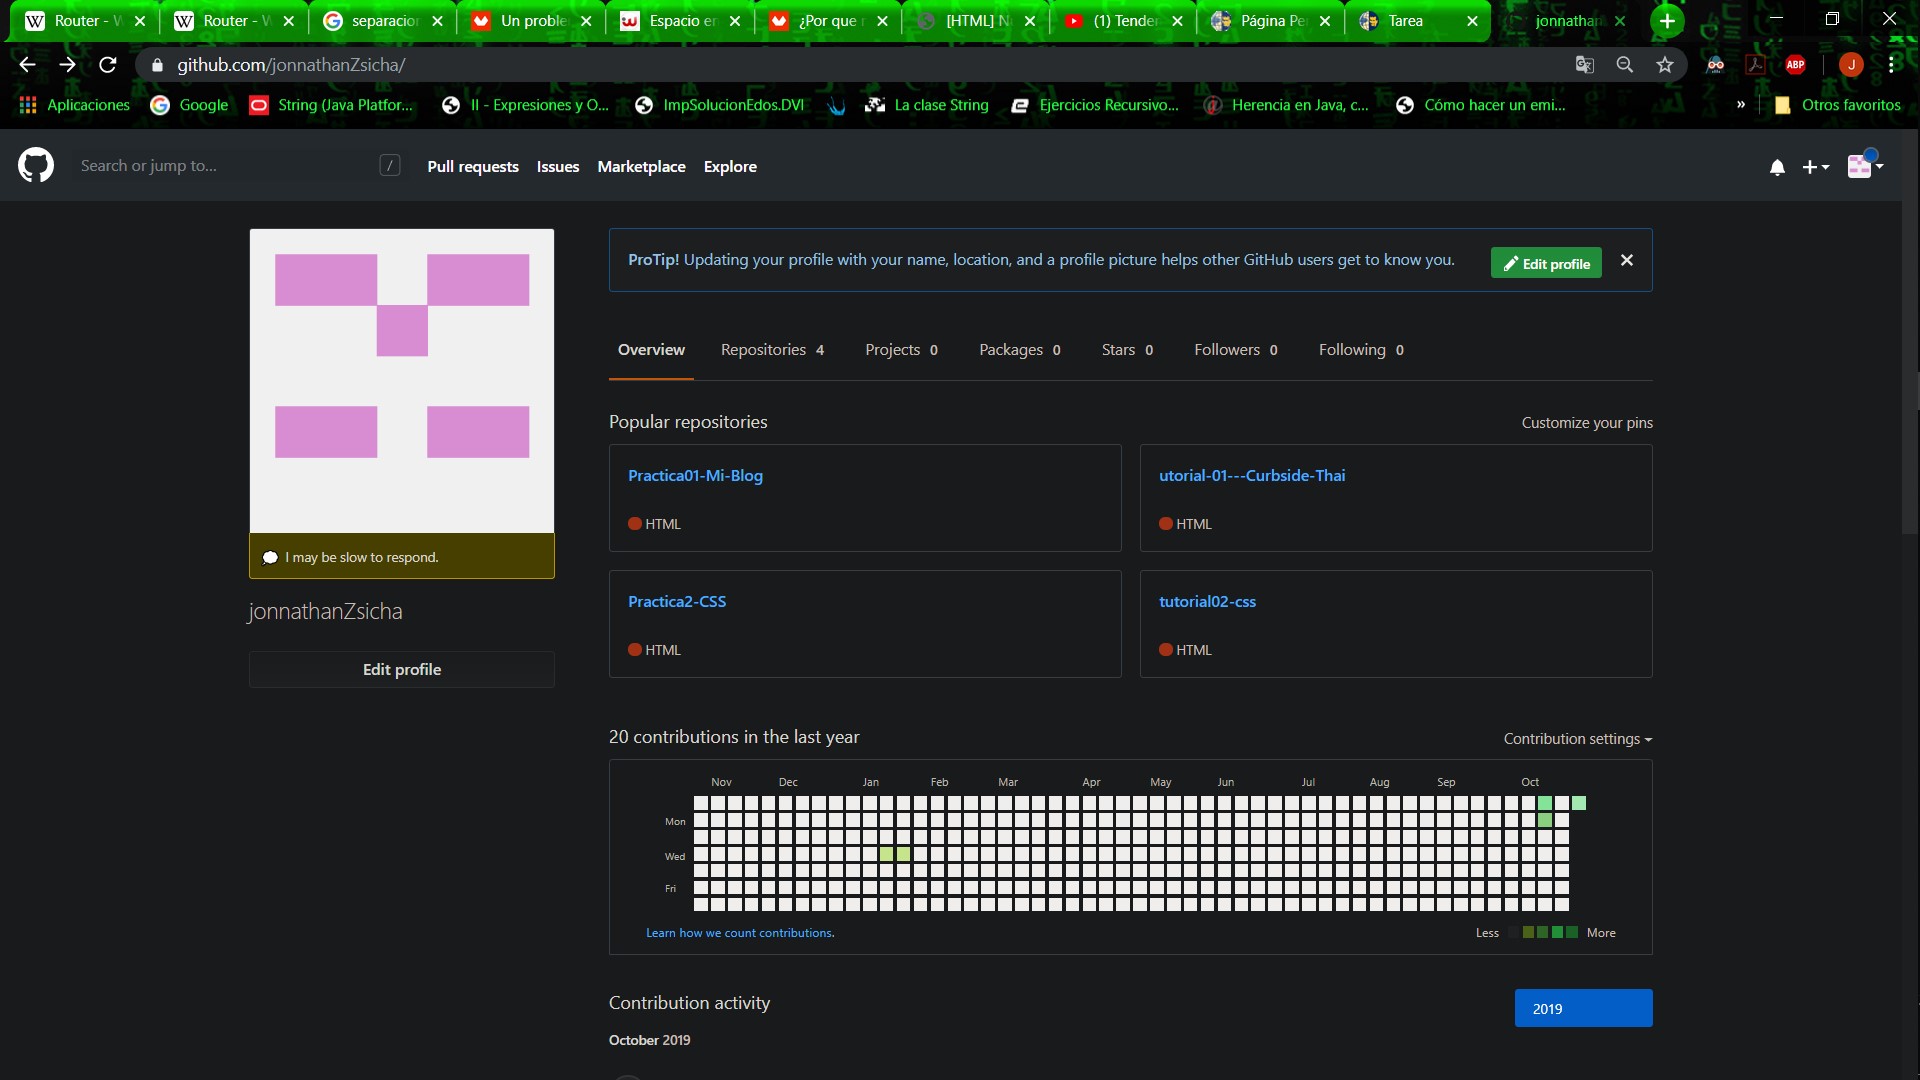 Router - W
Router - W
separacion
Un proble
Espacio en
¿Por que
[HTML] N
(1) Tender
Página Pe
Tarea
jonnathan
github.com/jonnathanZsicha/
ABP
J
Aplicaciones
Google
String (Java Platfor...
II - Expresiones y O...
ImpSolucionEdos.DVI
La clase String
Ejercicios Recursivo...
Herencia en Java, c...
Cómo hacer un emi...
»
Otros favoritos
Search or jump to...
/
Pull requests
Issues
Marketplace
Explore
ProTip! Updating your profile with your name, location, and a profile picture helps other GitHub users get to know you.
Edit profile
Overview
Repositories 4
Projects 0
Packages 0
Stars 0
Followers 0
Following 0
Popular repositories
Customize your pins
Practica01-Mi-Blog
HTML
utorial-01---Curbside-Thai
HTML
I may be slow to respond.
Practica2-CSS
HTML
tutorial02-css
HTML
jonnathanZsicha
Edit profile
20 contributions in the last year
Contribution settings
Nov Dec Jan Feb Mar Apr May Jun Jul Aug Sep Oct
Mon
Wed
Fri
Learn how we count contributions.
Less
More
Contribution activity
2019
October 2019